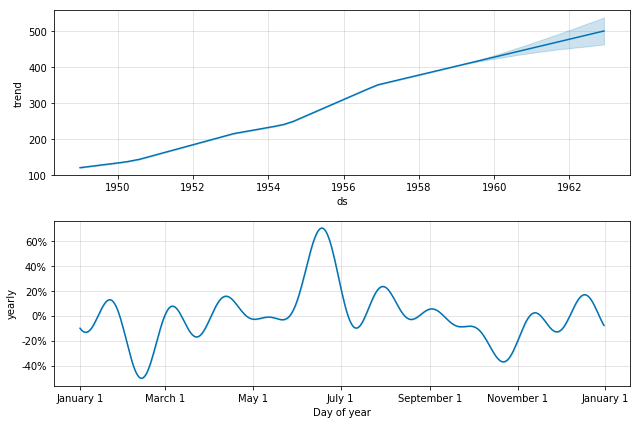 500
400
300
200
100
trend
1950 1952 1954 1956 1958 1960 1962
ds
60%
40%
20%
0%
-20%
-40%
yearly
January 1 March 1 May 1 July 1 September 1 November 1 January 1
Day of year